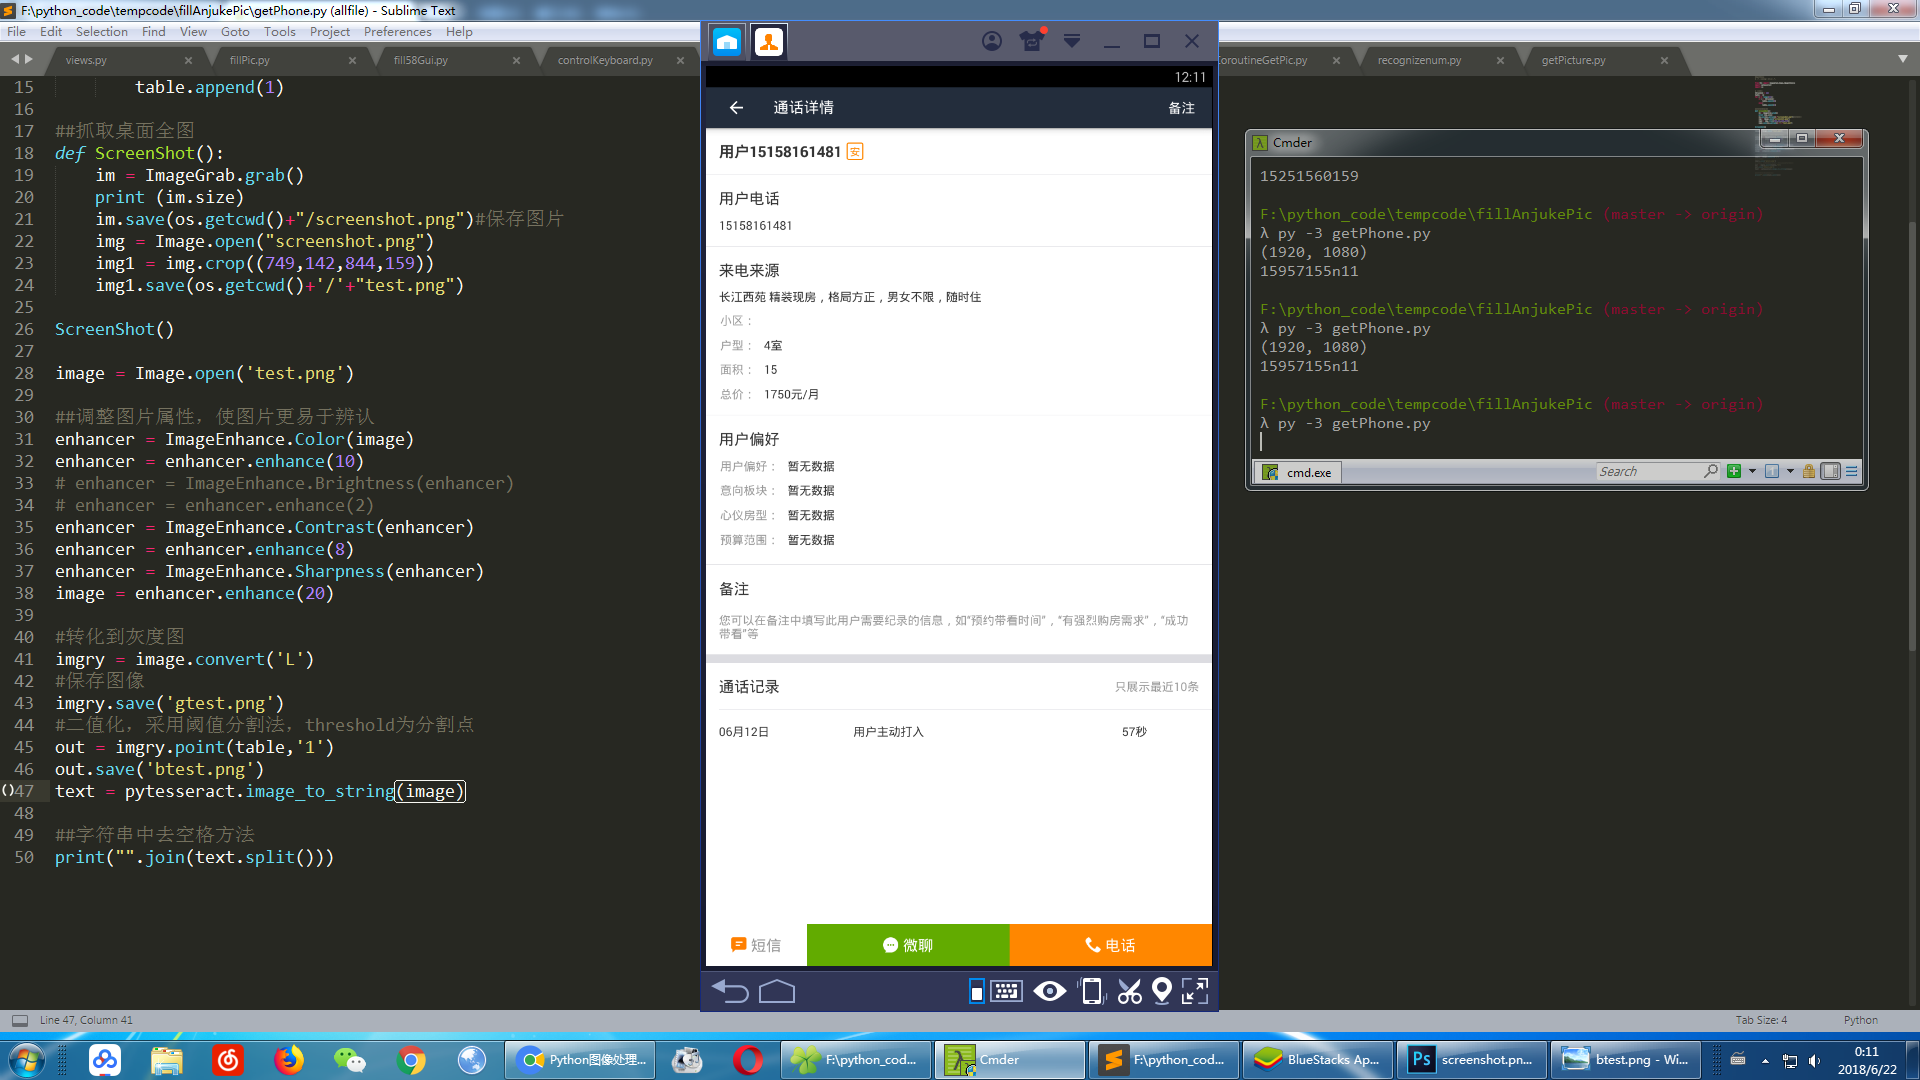 F:\python_code\tempcode\fillAnjukePic\getPhone.py (allfile) - Sublime Text
File Edit Selection Find View Goto Tools Project Preferences Help
views.py fillPic.py fill58Gui.py controlKeyboard.py coroutineGetPic.py recognizenum.py getPicture.py
15 table.append(1)
16
17 ##抓取桌面全图
18 def ScreenShot():
19 im = ImageGrab.grab()
20 print (im.size)
21 im.save(os.getcwd()+"/screenshot.png")#保存图片
22 img = Image.open("screenshot.png")
23 img1 = img.crop((749,142,844,159))
24 img1.save(os.getcwd()+'/'+"test.png")
25
26 ScreenShot()
27
28 image = Image.open('test.png')
29
30 ##调整图片属性，使图片更易于辨认
31 enhancer = ImageEnhance.Color(image)
32 enhancer = enhancer.enhance(10)
33 # enhancer = ImageEnhance.Brightness(enhancer)
34 # enhancer = enhancer.enhance(2)
35 enhancer = ImageEnhance.Contrast(enhancer)
36 enhancer = enhancer.enhance(8)
37 enhancer = ImageEnhance.Sharpness(enhancer)
38 image = enhancer.enhance(20)
39
40 #转化到灰度图
41 imgry = image.convert('L')
42 #保存图像
43 imgry.save('gtest.png')
44 #二值化，采用阈值分割法，threshold为分割点
45 out = imgry.point(table,'1')
46 out.save('btest.png')
47 text = pytesseract.image_to_string(image)
48
49 ##字符串中去空格方法
50 print("".join(text.split()))
12:11
通话详情 备注
用户15158161481 安
用户电话
15158161481
来电来源
长江西苑 精装现房，格局方正，男女不限，随时住
小区：
户型： 4室
面积： 15
总价： 1750元/月
用户偏好
用户偏好： 暂无数据
意向板块： 暂无数据
心仪房型： 暂无数据
预算范围： 暂无数据
备注
您可以在备注中填写此用户需要纪录的信息，如“预约带看时间”，“有强烈购房需求”，“成功
带看”等
通话记录 只展示最近10条
06月12日 用户主动打入 57秒
短信 微聊 电话
λ Cmder
15251560159
F:\python_code\tempcode\fillAnjukePic (master -> origin)
λ py -3 getPhone.py
(1920, 1080)
15957155n11
F:\python_code\tempcode\fillAnjukePic (master -> origin)
λ py -3 getPhone.py
(1920, 1080)
15957155n11
F:\python_code\tempcode\fillAnjukePic (master -> origin)
λ py -3 getPhone.py
cmd.exe Search
Line 47, Column 41 Tab Size: 4 Python
Python图像处理... F:\python_cod... Cmder F:\python_cod... BlueStacks Ap... Ps screenshot.pn... btest.png - Wi...
0:11
2018/6/22